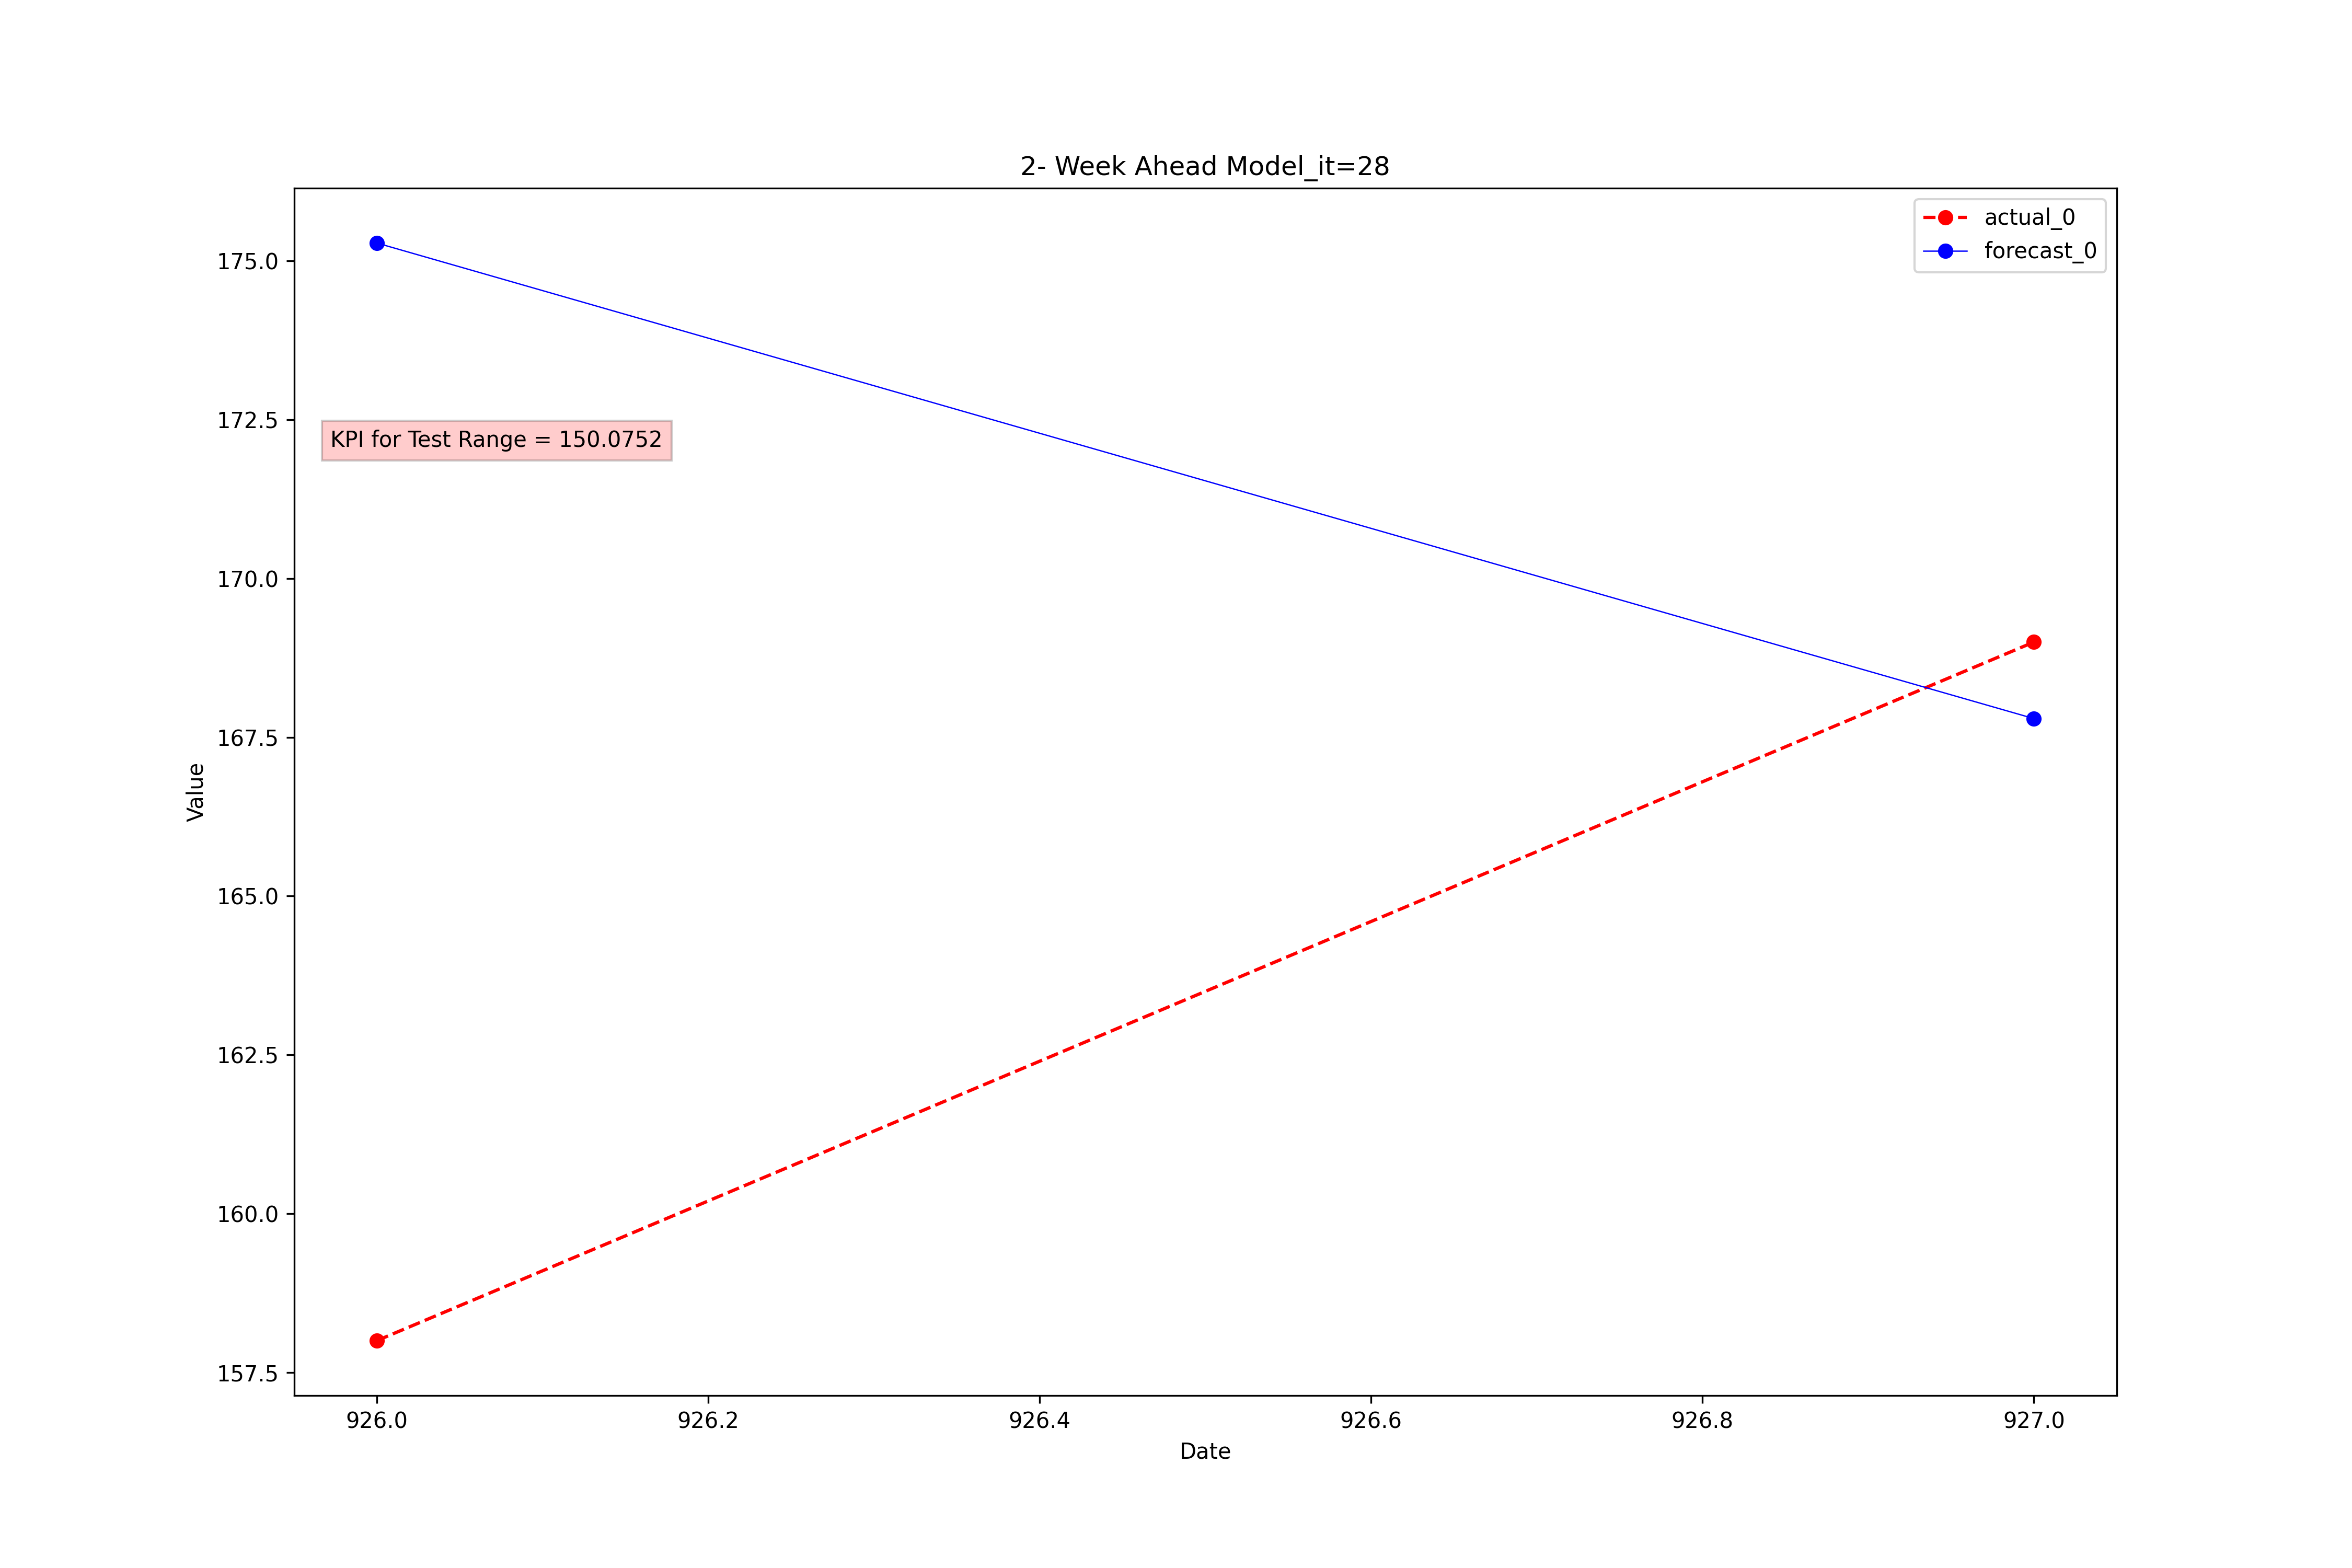 2- Week Ahead Model_it=28
actual_0
forecast_0
KPI for Test Range = 150.0752
Value
175.0
172.5
170.0
167.5
165.0
162.5
160.0
157.5
926.0 926.2 926.4 926.6 926.8 927.0
Date